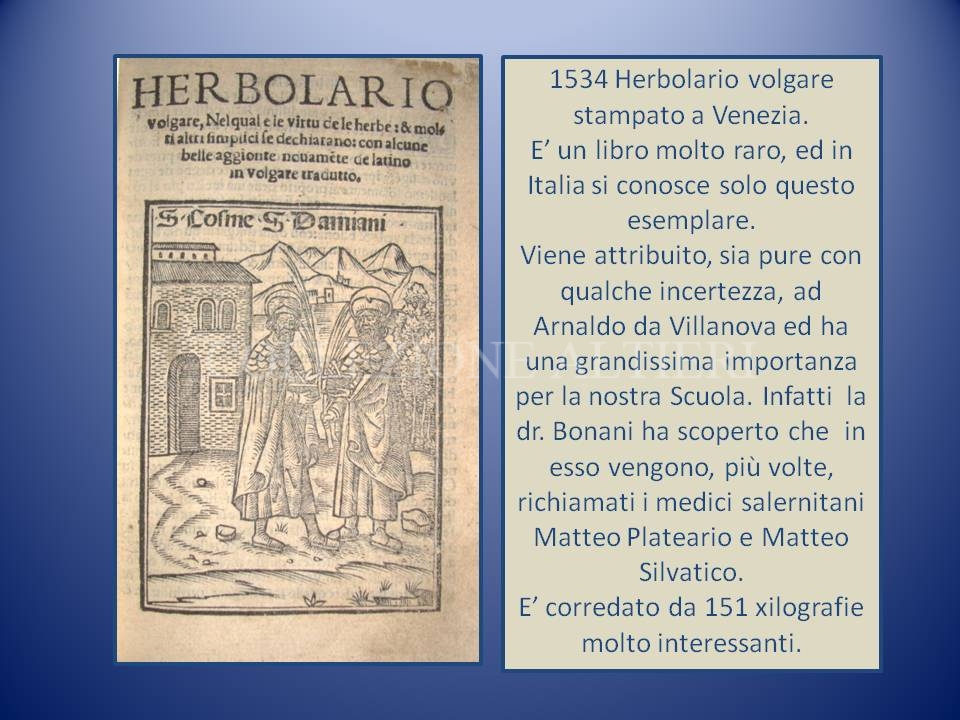 HERBOLARIO
volgare, Nel qual e le virtu de le herbe: & mol
ti altri simplici se dechiarano: con alcune
belle aggionte nouamẽte de latino
in volgare tradutto.
S. Cosme S. Damiani
1534 Herbolario volgare
stampato a Venezia.
E’ un libro molto raro, ed in
Italia si conosce solo questo
esemplare.
Viene attribuito, sia pure con
qualche incertezza, ad
Arnaldo da Villanova ed ha
una grandissima importanza
per la nostra Scuola. Infatti la
dr. Bonani ha scoperto che in
esso vengono, più volte,
richiamati i medici salernitani
Matteo Plateario e Matteo
Silvatico.
E’ corredato da 151 xilografie
molto interessanti.
ALTIERI